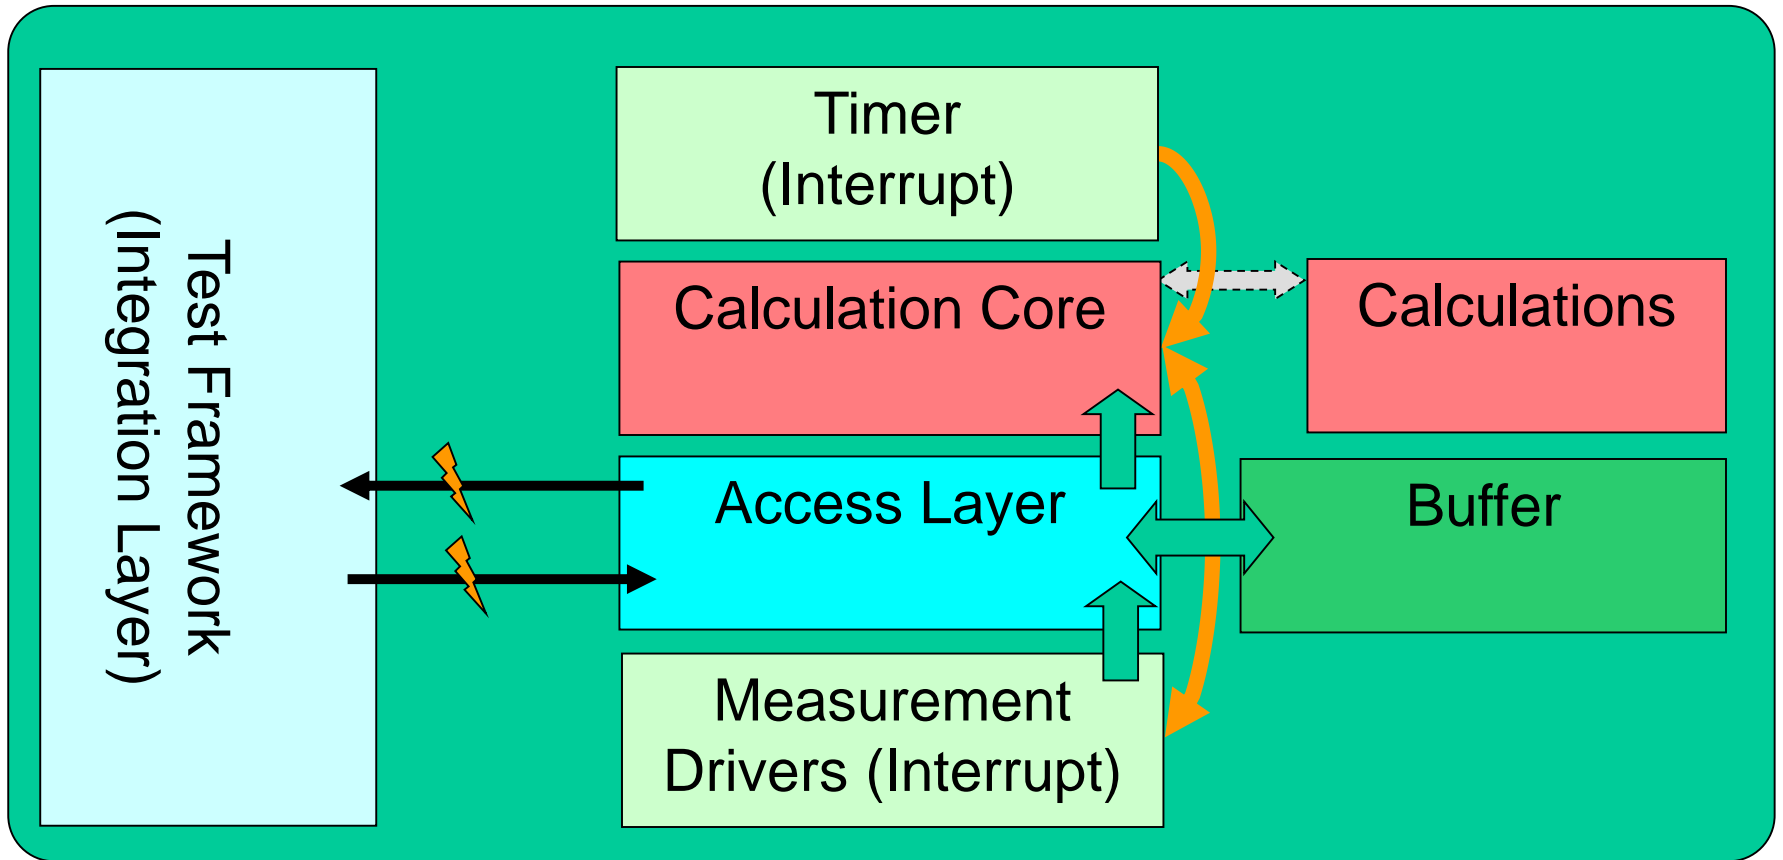 Test Framework
(Integration Layer)
Timer
(Interrupt)
Calculation Core
Calculations
Access Layer
Buffer
Measurement
Drivers (Interrupt)